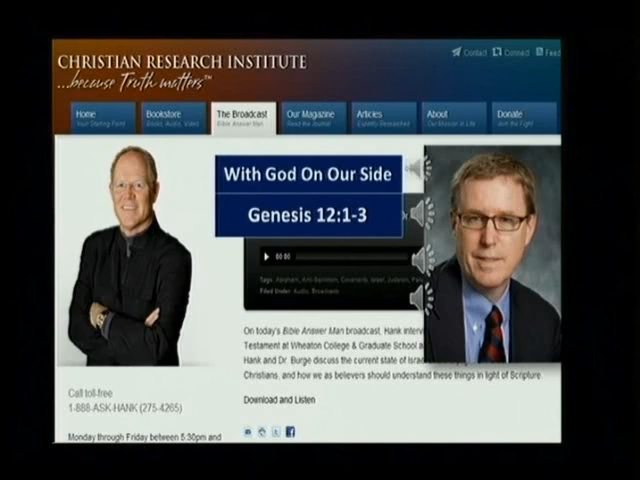 CHRISTIAN RESEARCH INSTITUTE
...because Truth matters™
Contact Connect Feed
Home
Your Starting Point
Bookstore
Books, Audio, Video
The Broadcast
Bible Answer Man
Our Magazine
Read the Journal
Articles
Expertly Researched
About
Our Mission in Life
Donate
Join the Fight
With God On Our Side
Genesis 12:1-3
00:00
Tags: Abraham, Anti-Semitism, Covenants, Israel, Judaism,
Filed Under: Audio, Broadcasts
On today's Bible Answer Man broadcast, Hank interv
Testament at Wheaton College & Graduate School a
Hank and Dr. Burge discuss the current state of Israe
Christians, and how we as believers should understand these things in light of Scripture.
Download and Listen
Call toll-free
1-888-ASK-HANK (275-4265)
Monday through Friday between 5:30pm and